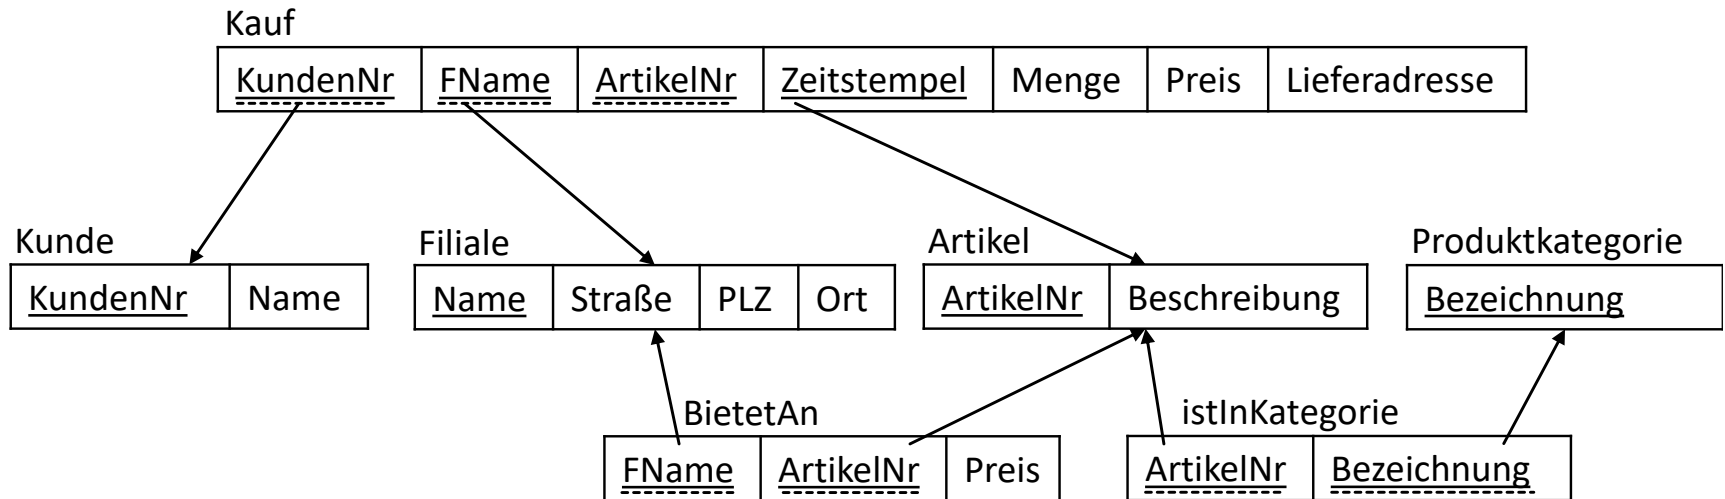 Kauf
KundenNr FName ArtikelNr Zeitstempel Menge Preis Lieferadresse
Kunde Filiale Artikel Produktkategorie
KundenNr Name Name Straße PLZ Ort ArtikelNr Beschreibung Bezeichnung
BietetAn istInKategorie
FName ArtikelNr Preis ArtikelNr Bezeichnung